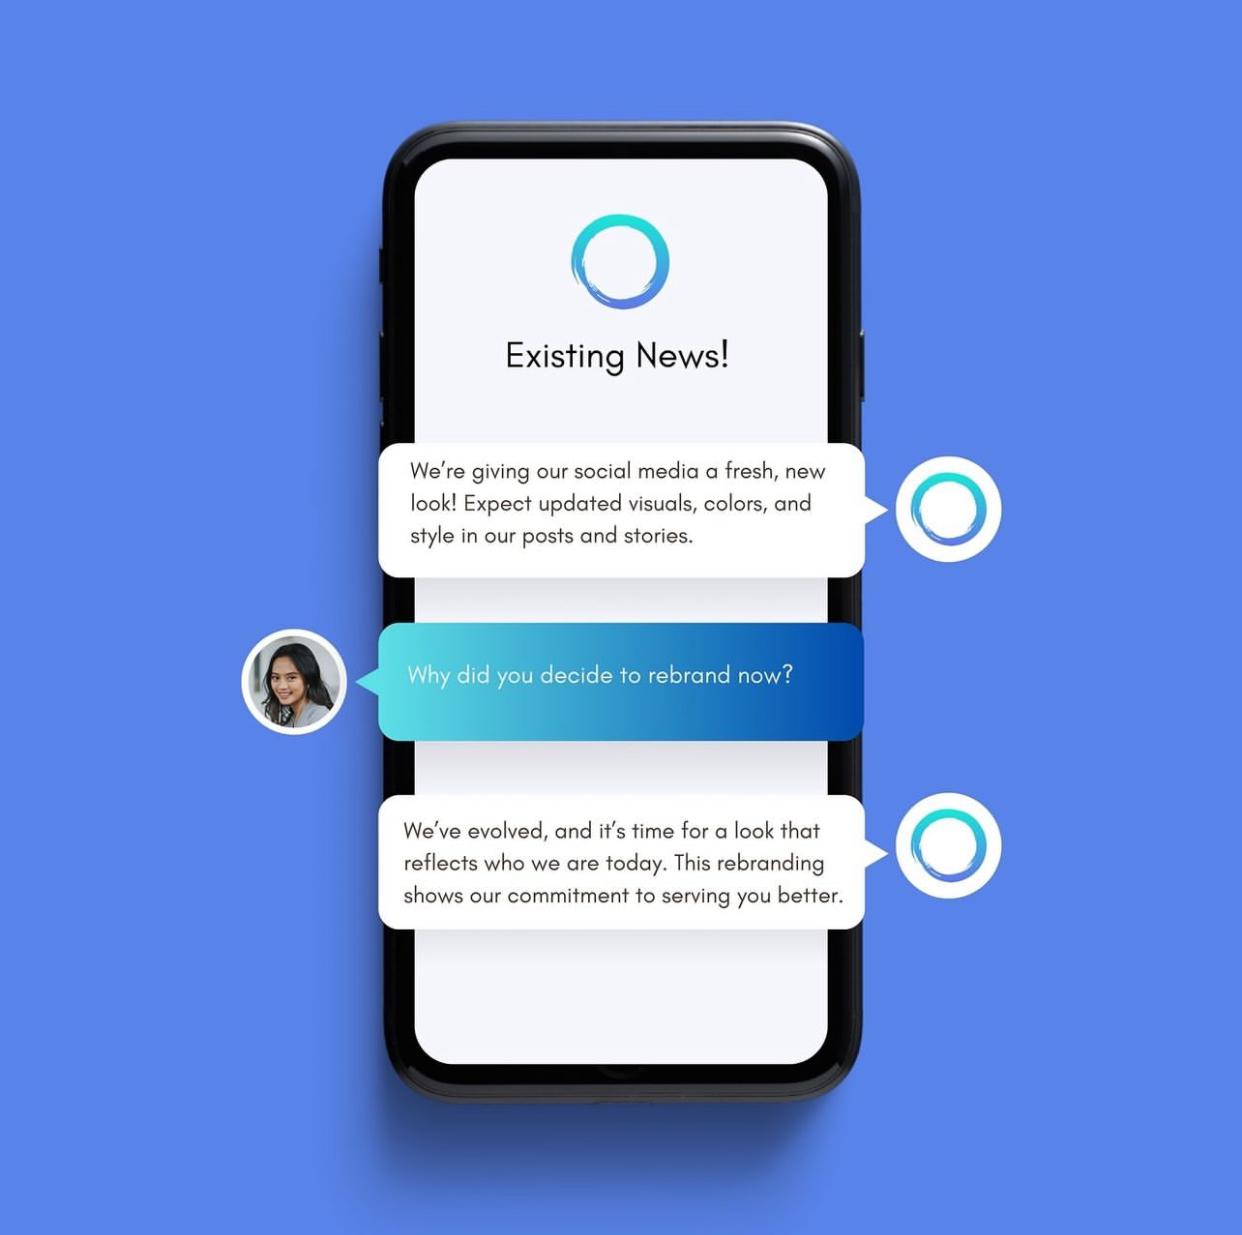 Existing News!
We’re giving our social media a fresh, new
look! Expect updated visuals, colors, and
style in our posts and stories.
Why did you decide to rebrand now?
We’ve evolved, and it’s time for a look that
reflects who we are today. This rebranding
shows our commitment to serving you better.